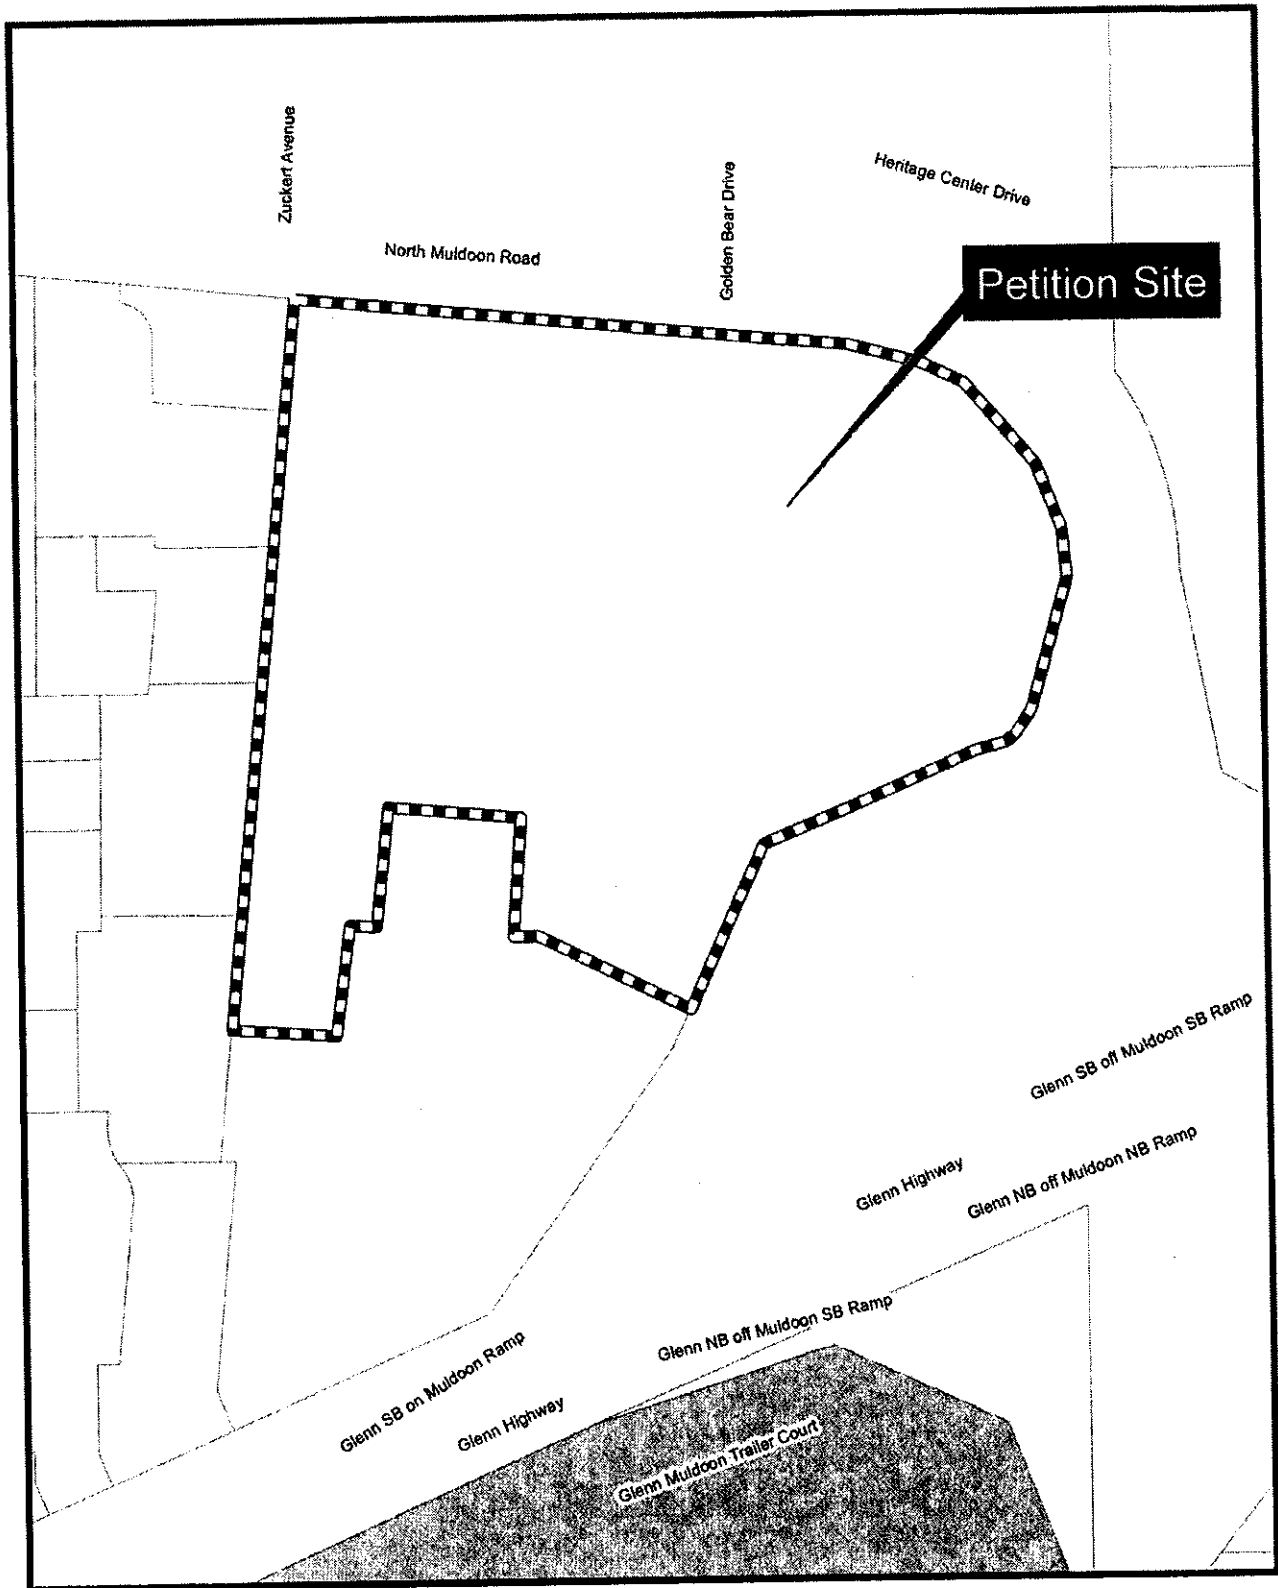 Zuckert Avenue
North Muldoon Road
Golden Bear Drive
Heritage Center Drive
Petition Site
Glenn SB off Muldoon SB Ramp
Glenn Highway
Glenn NB off Muldoon NB Ramp
Glenn NB off Muldoon SB Ramp
Glenn SB on Muldoon Ramp
Glenn Highway
Glenn Muldoon Trailer Court